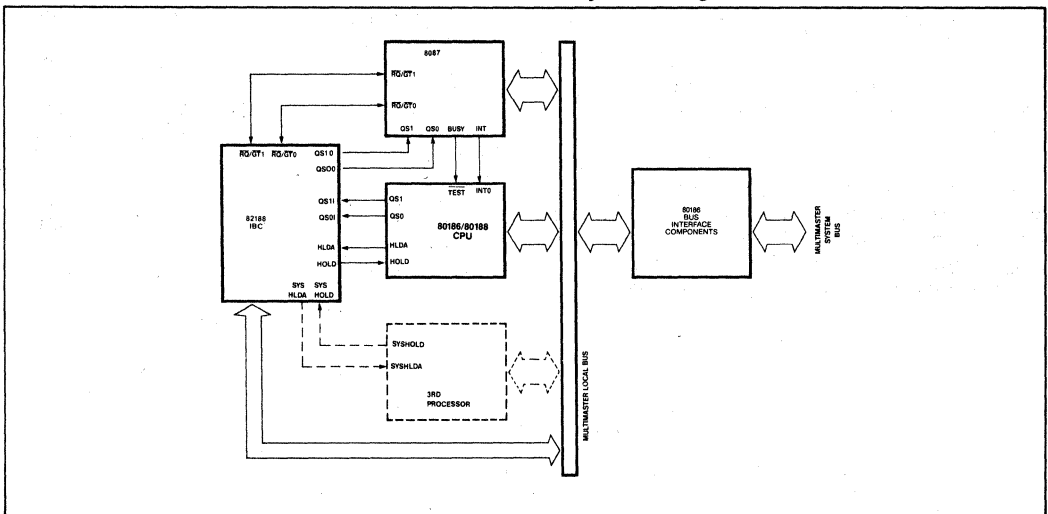 8087
RQ/GT1
RQ/GT0
QS1 QS0 BUSY INT
RQ/GT1 RQ/GT0 QS1O
QSO0
TEST INT0
QS1I QS1
QS0I QS0
82188
IBC
80186/80188
CPU
HLDA HLDA
HOLD HOLD
SYS SYS
HLDA HOLD
SYSHOLD
SYSHLDA
3RD
PROCESSOR
MULTIMASTER LOCAL BUS
80186
BUS
INTERFACE
COMPONENTS
MULTIMASTER
SYSTEM
BUS